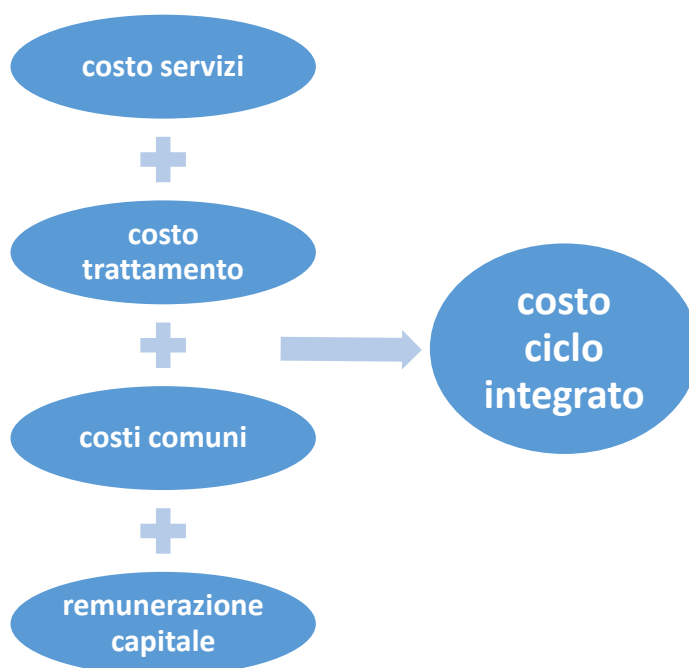 costo servizi
costo
trattamento
costi comuni
remunerazione
capitale
costo
ciclo
integrato